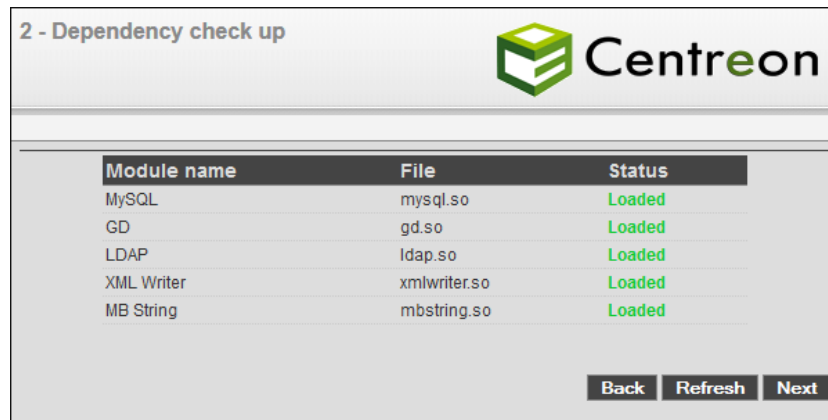 2 - Dependency check up
Centreon
Module name File Status
MySQL mysql.so Loaded
GD gd.so Loaded
LDAP ldap.so Loaded
XML Writer xmlwriter.so Loaded
MB String mbstring.so Loaded
Back Refresh Next